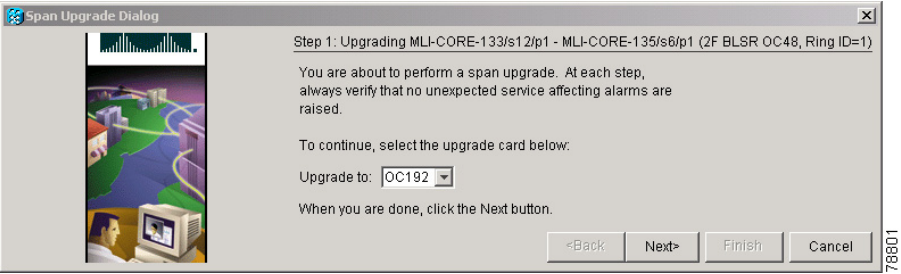 Span Upgrade Dialog
Step 1: Upgrading MLI-CORE-133/s12/p1 - MLI-CORE-135/s6/p1 (2F BLSR OC48, Ring ID=1)
You are about to perform a span upgrade. At each step,
always verify that no unexpected service affecting alarms are
raised.
To continue, select the upgrade card below:
Upgrade to: OC192
When you are done, click the Next button.
<Back Next> Finish Cancel
78801